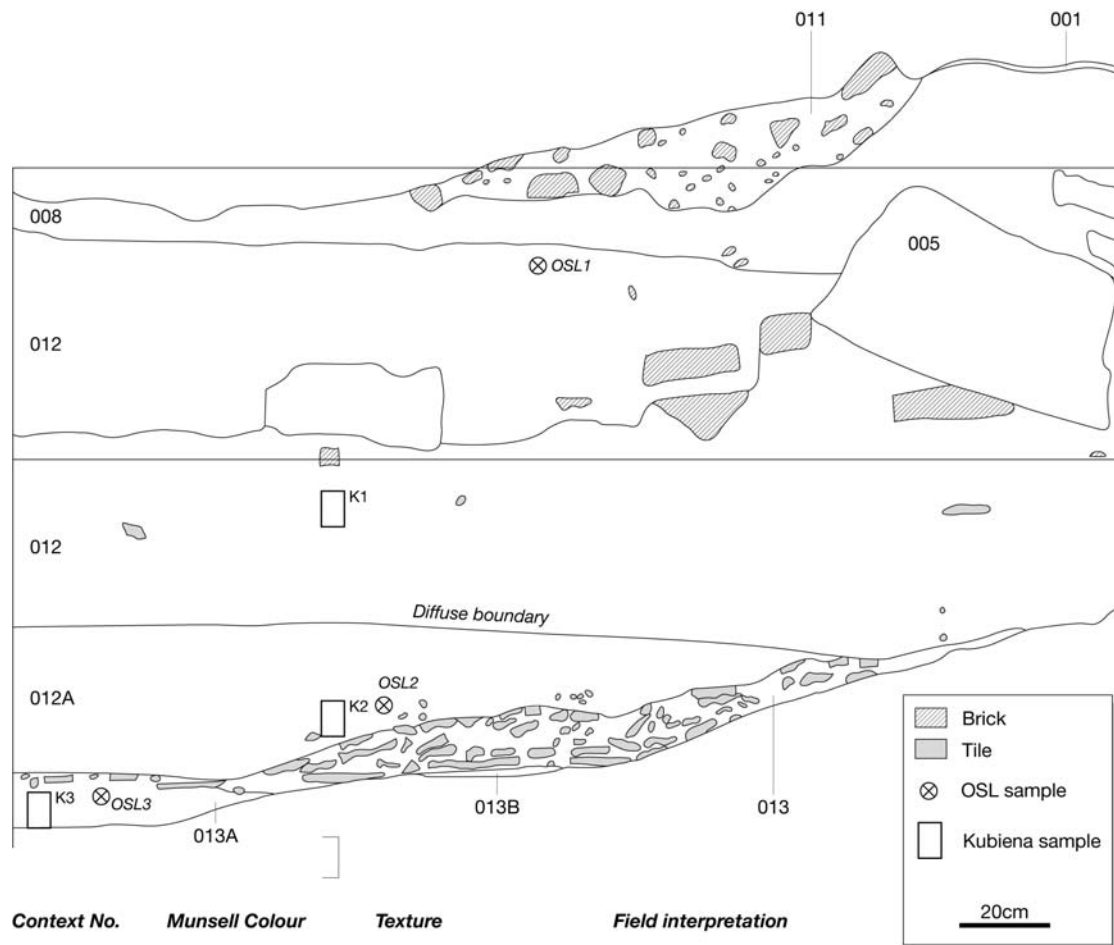 011
001
008
005
OSL1
012
K1
012
Diffuse boundary
012A
OSL2
K2
K3
OSL3
013A
013B
013
Brick
Tile
OSL sample
Kubiena sample
20cm
Context No. Munsell Colour Texture Field interpretation